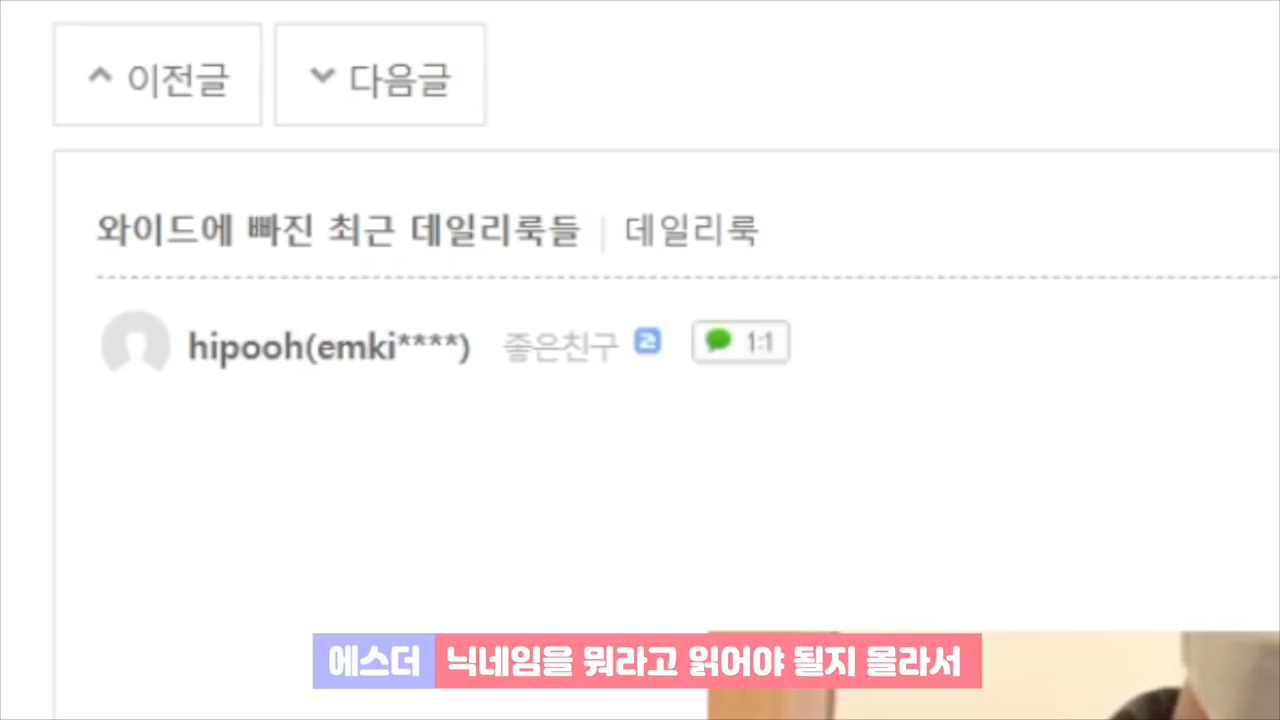 이전글 다음글
와이드에 빠진 최근 데일리룩들 | 데일리룩
hipooh(emki****) 좋은친구 2 1:1
에스더 닉네임을 뭐라고 읽어야 될지 몰라서